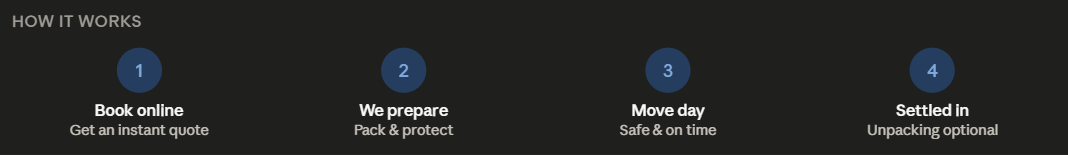 HOW IT WORKS
1
Book online
Get an instant quote
2
We prepare
Pack & protect
3
Move day
Safe & on time
4
Settled in
Unpacking optional